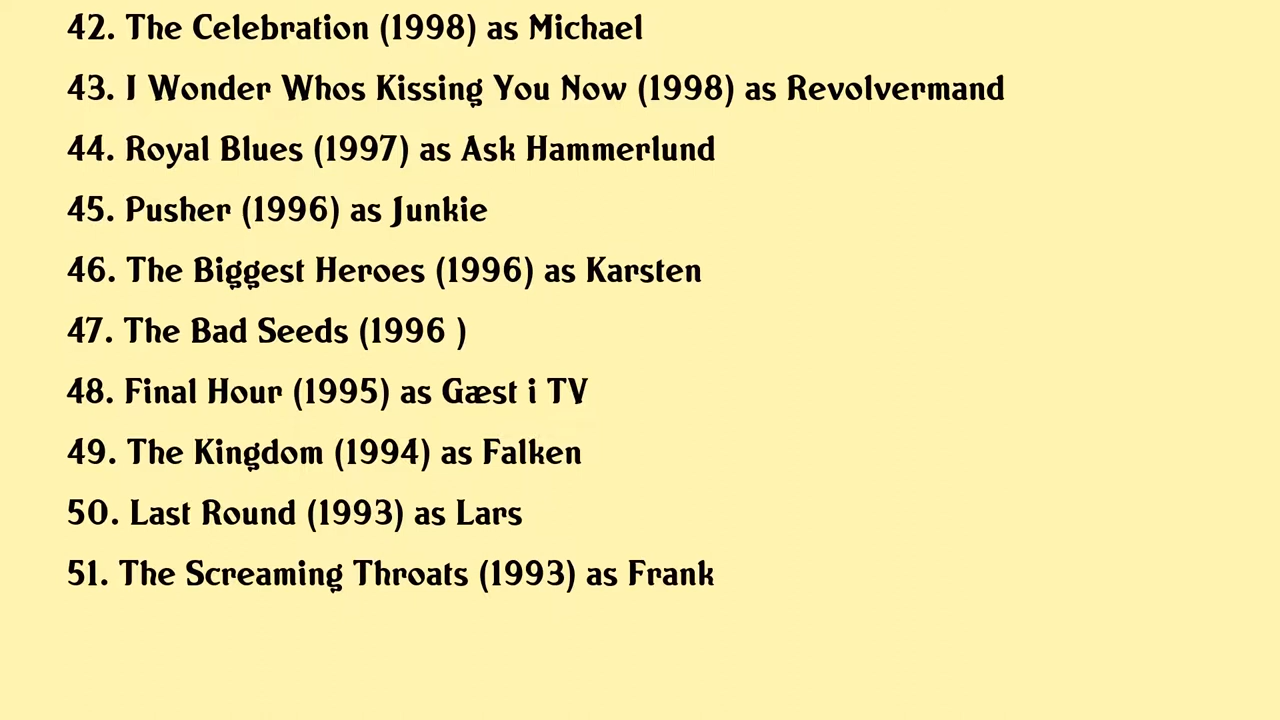 42. The Celebration (1998) as Michael
43. I Wonder Whos Kissing You Now (1998) as Revolvermand
44. Royal Blues (1997) as Ask Hammerlund
45. Pusher (1996) as Junkie
46. The Biggest Heroes (1996) as Karsten
47. The Bad Seeds (1996 )
48. Final Hour (1995) as Gæst i TV
49. The Kingdom (1994) as Falken
50. Last Round (1993) as Lars
51. The Screaming Throats (1993) as Frank